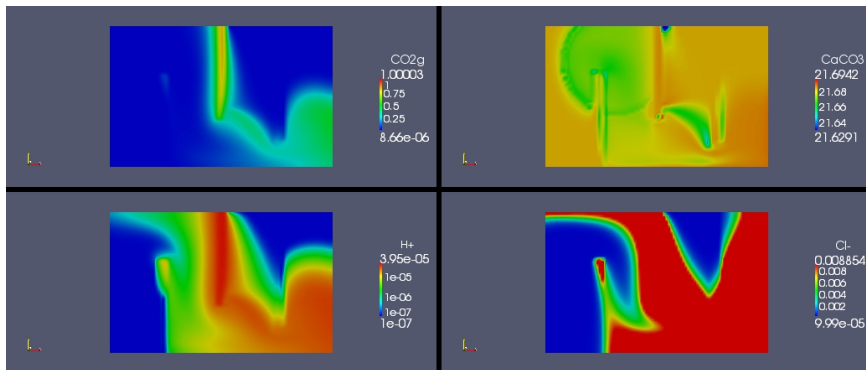 CO2g
1.00003
1
0.75
0.5
0.25
8.66e-06
CaCO3
21.6942
21.68
21.66
21.64
21.6291
H+
3.95e-05
1e-05
1e-06
1e-07
1e-07
Cl-
0.008854
0.008
0.006
0.004
0.002
9.99e-05